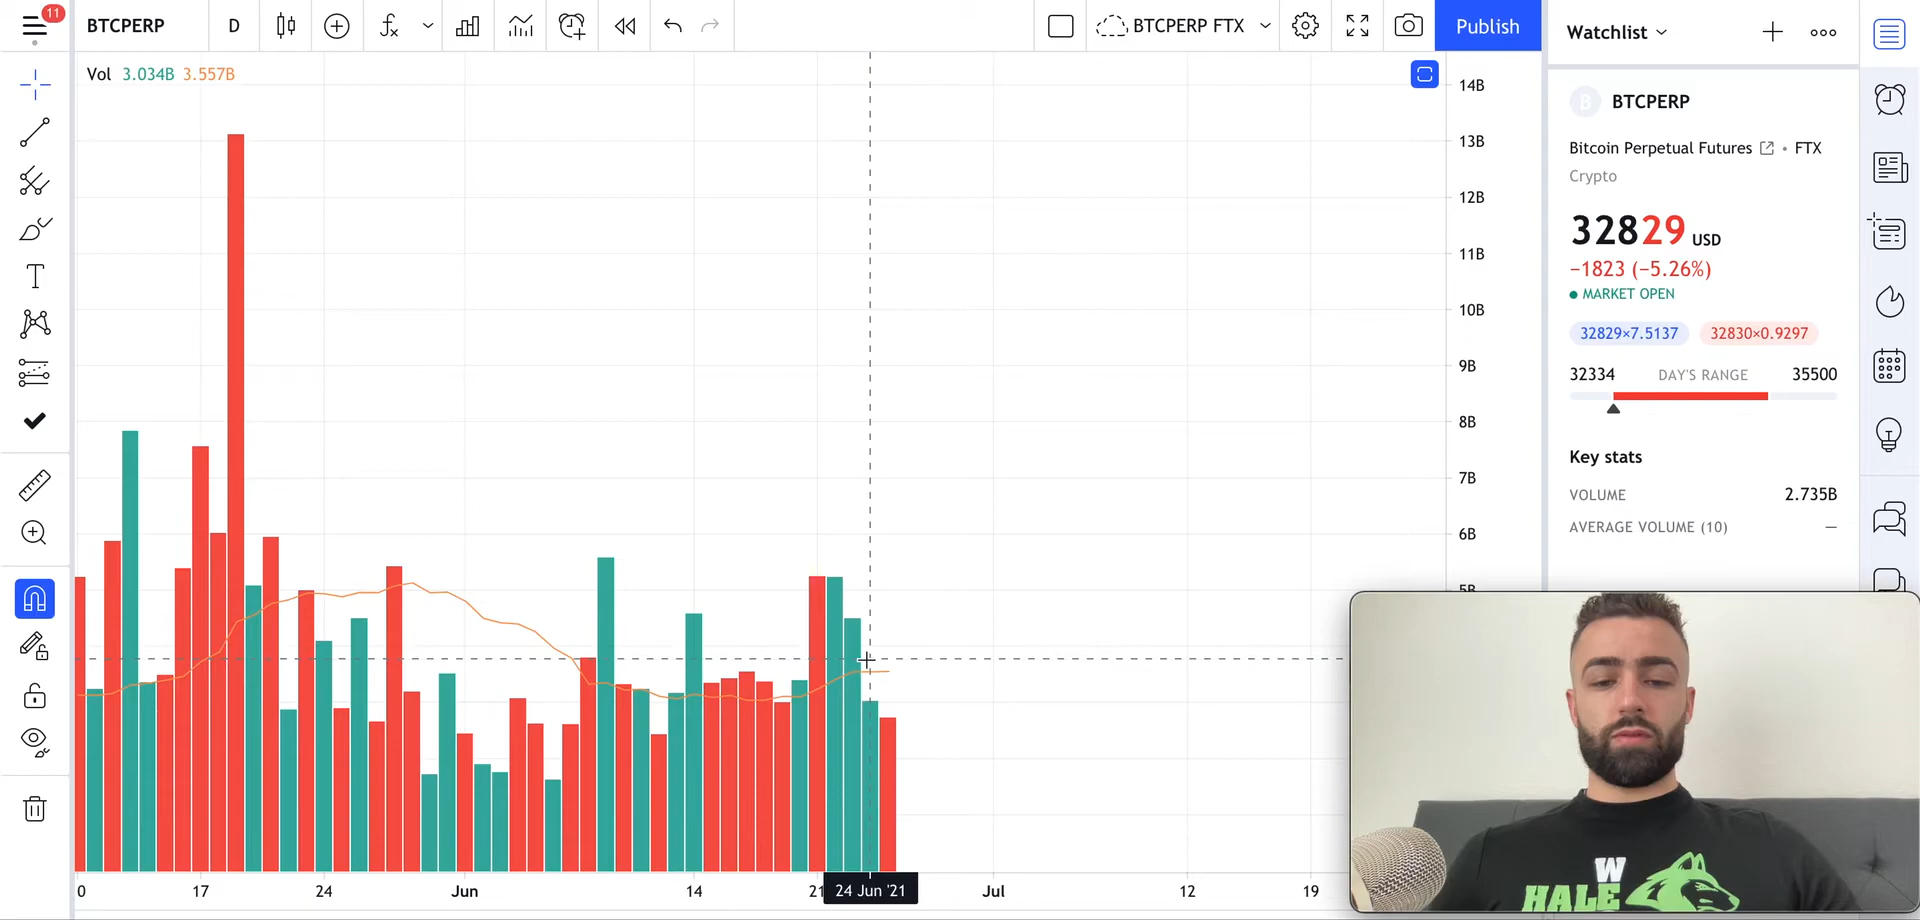 11
BTCPERP
D
fx
BTCPERP FTX
Publish
Watchlist
Vol 3.034B 3.557B
14B
13B
12B
11B
10B
9B
8B
7B
6B
5B
0
17
24
Jun
14
21
24 Jun '21
Jul
12
19
B
BTCPERP
Bitcoin Perpetual Futures • FTX
Crypto
32829 USD
−1823 (−5.26%)
MARKET OPEN
32829×7.5137 32830×0.9297
32334 DAY'S RANGE 35500
Key stats
VOLUME 2.735B
AVERAGE VOLUME (10) —
W
HALE